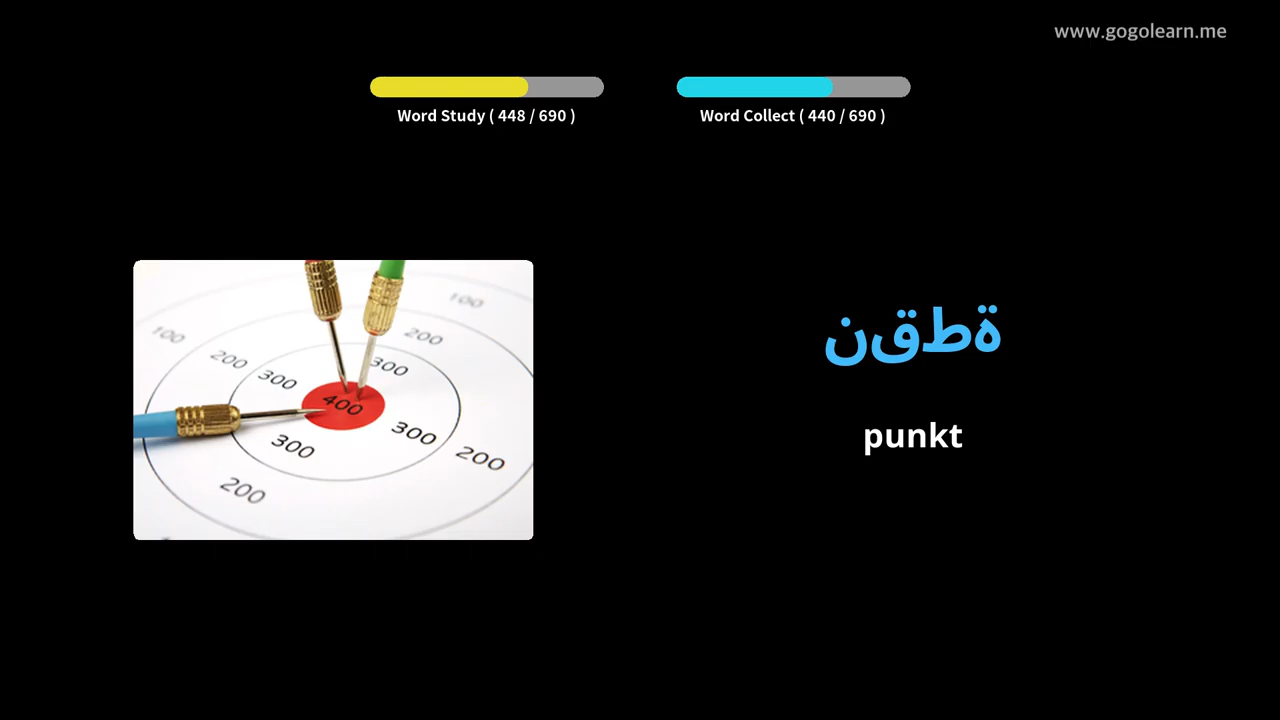 www.gogolearn.me
Word Study ( 448 / 690 )
Word Collect ( 440 / 690 )
100
100
200
200
300
300
400
300
300
200
200
نقطة
punkt